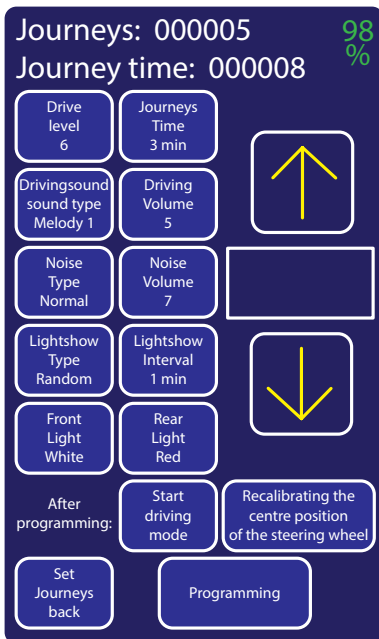 Journeys: 000005
98
%
Journey time: 000008
Drive
level
6
Journeys
Time
3 min
Drivingsound
sound type
Melody 1
Driving
Volume
5
Noise
Type
Normal
Noise
Volume
7
Lightshow
Type
Random
Lightshow
Interval
1 min
Front
Light
White
Rear
Light
Red
After
programming:
Start
driving
mode
Recalibrating the
centre position
of the steering wheel
Set
Journeys
back
Programming